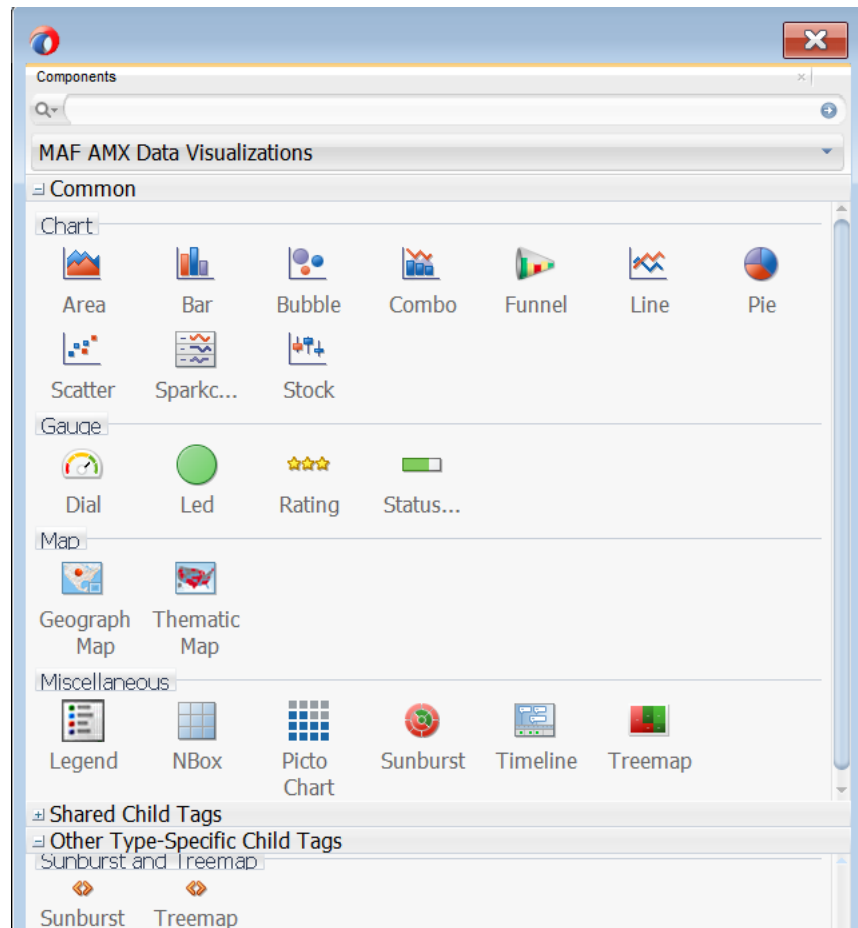 Components
MAF AMX Data Visualizations
Common
Chart
Area Bar Bubble Combo Funnel Line Pie
Scatter Sparkc... Stock
Gauge
Dial Led Rating Status...
Map
Geograph Thematic
Map Map
Miscellaneous
Legend NBox Picto Sunburst Timeline Treemap
Chart
Shared Child Tags
Other Type-Specific Child Tags
Sunburst and Treemap
Sunburst Treemap